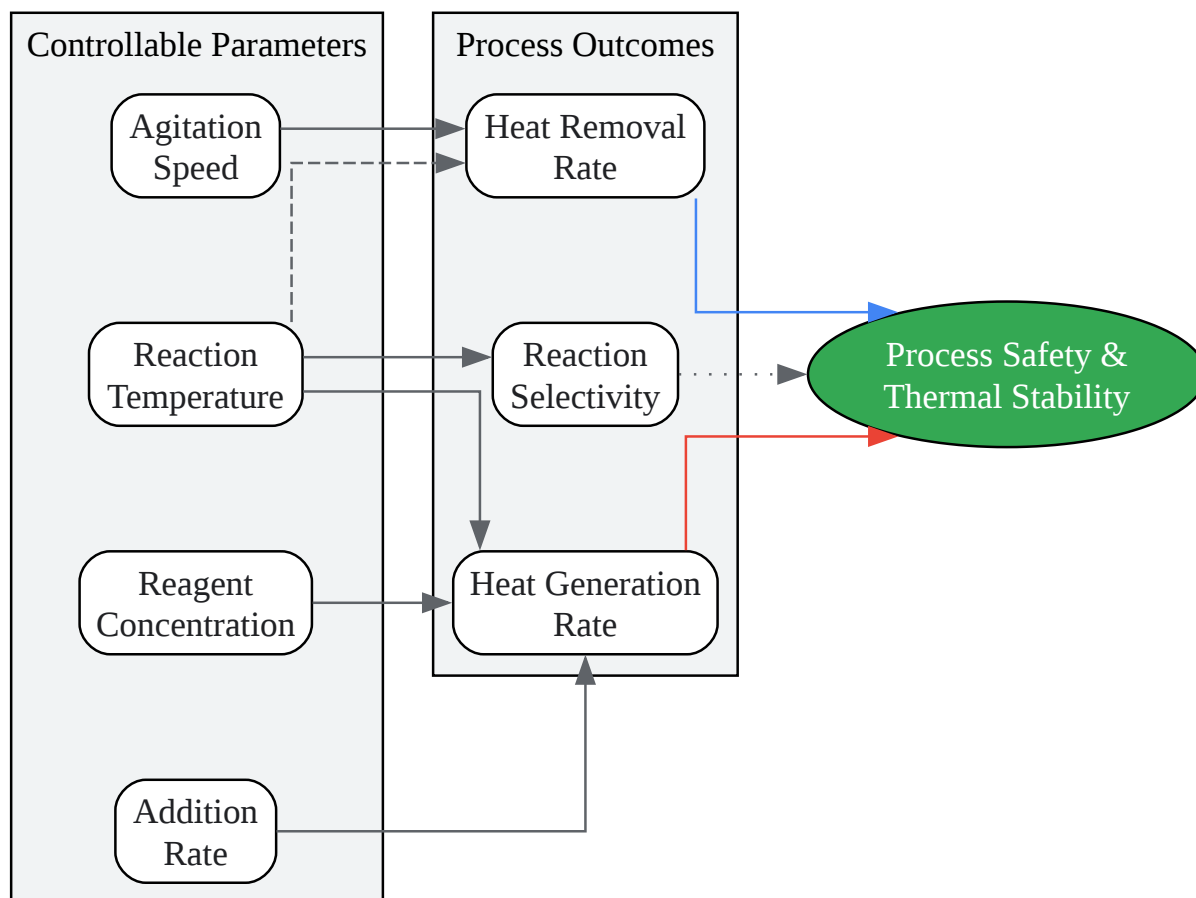 Controllable Parameters
Process Outcomes
Agitation
Speed
Heat Removal
Rate
Reaction
Temperature
Reaction
Selectivity
Process Safety &
Thermal Stability
Reagent
Concentration
Heat Generation
Rate
Addition
Rate